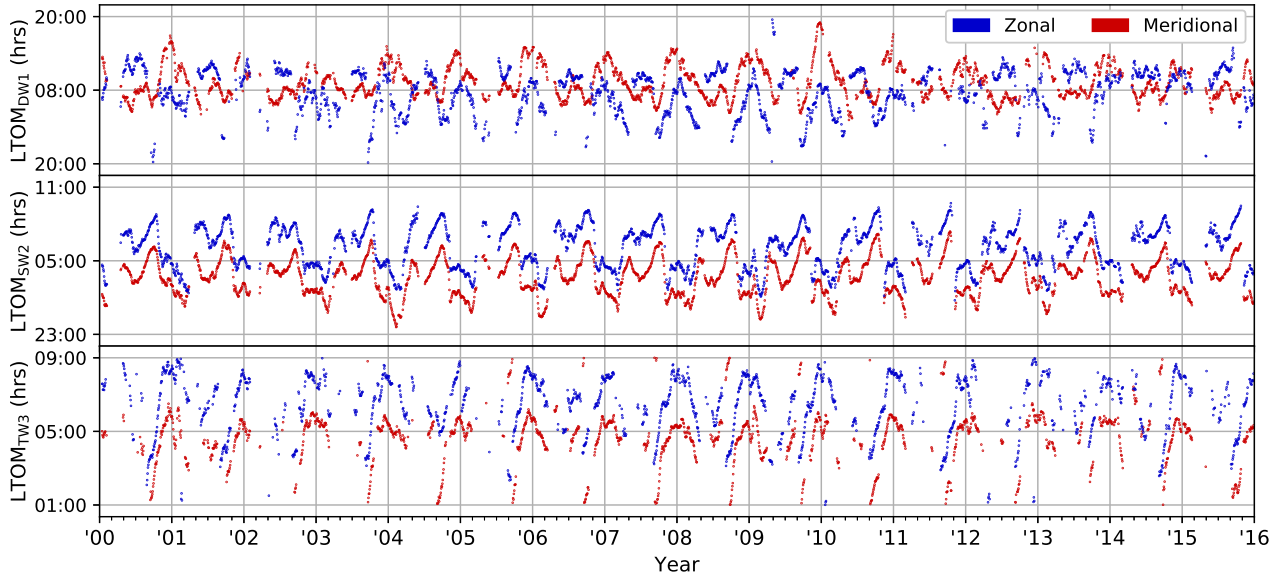 20:00
Zonal
Meridional
08:00
20:00
LTOM_DW1 (hrs)
11:00
05:00
23:00
LTOM_SW2 (hrs)
09:00
05:00
01:00
LTOM_TW3 (hrs)
'00 '01 '02 '03 '04 '05 '06 '07 '08 '09 '10 '11 '12 '13 '14 '15 '16
Year